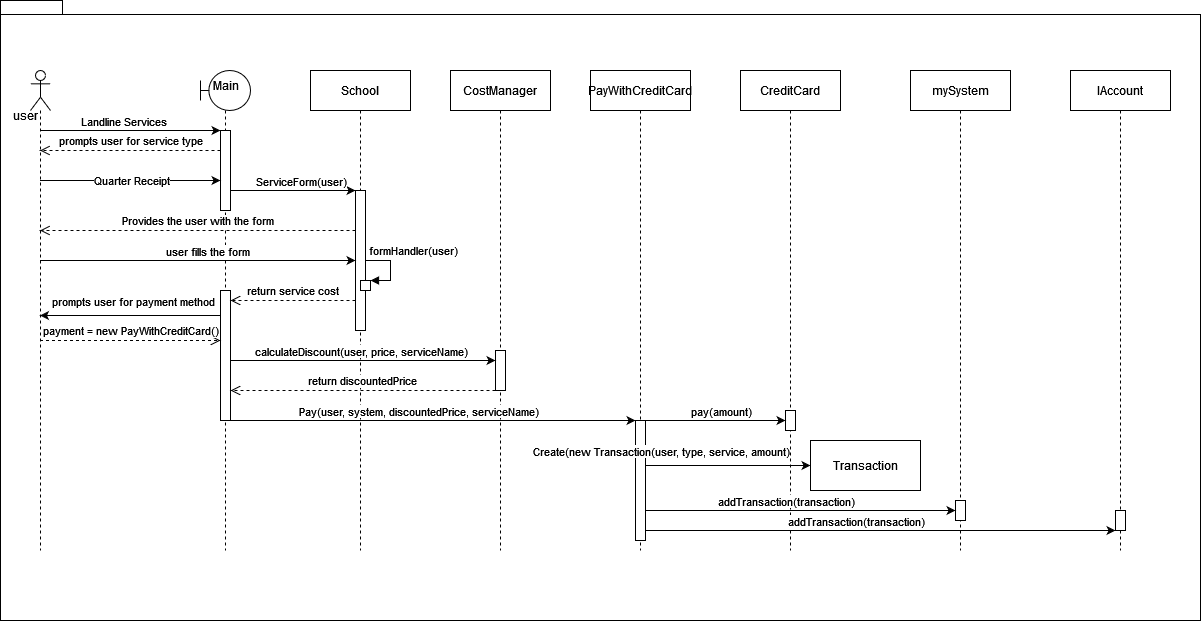 Main
School
CostManager
PayWithCreditCard
CreditCard
mySystem
IAccount
user
Landline Services
prompts user for service type
Quarter Receipt
ServiceForm(user)
Provides the user with the form
user fills the form
formHandler(user)
return service cost
prompts user for payment method
payment = new PayWithCreditCard()
calculateDiscount(user, price, serviceName)
return discountedPrice
Pay(user, system, discountedPrice, serviceName)
pay(amount)
Create(new Transaction(user, type, service, amount)
Transaction
addTransaction(transaction)
addTransaction(transaction)